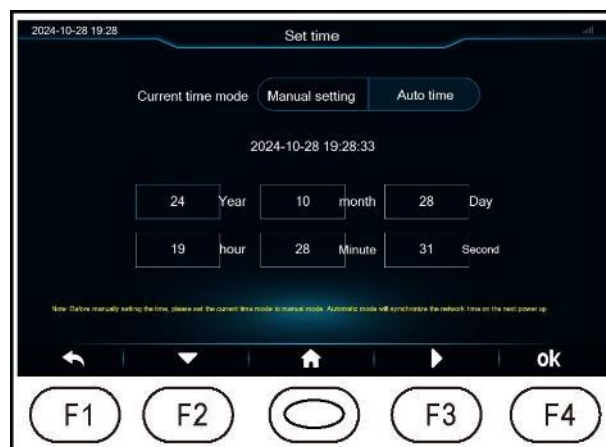 2024-10-28 19:28
Set time
Current time mode Manual setting Auto time
2024-10-28 19:28:33
24 Year 10 month 28 Day
19 hour 28 Minute 31 Second
Note: Before manually setting the time, please set the current time mode to manual mode. Automatic mode will synchronize the network time on the next power up
ok
F1 F2 F3 F4